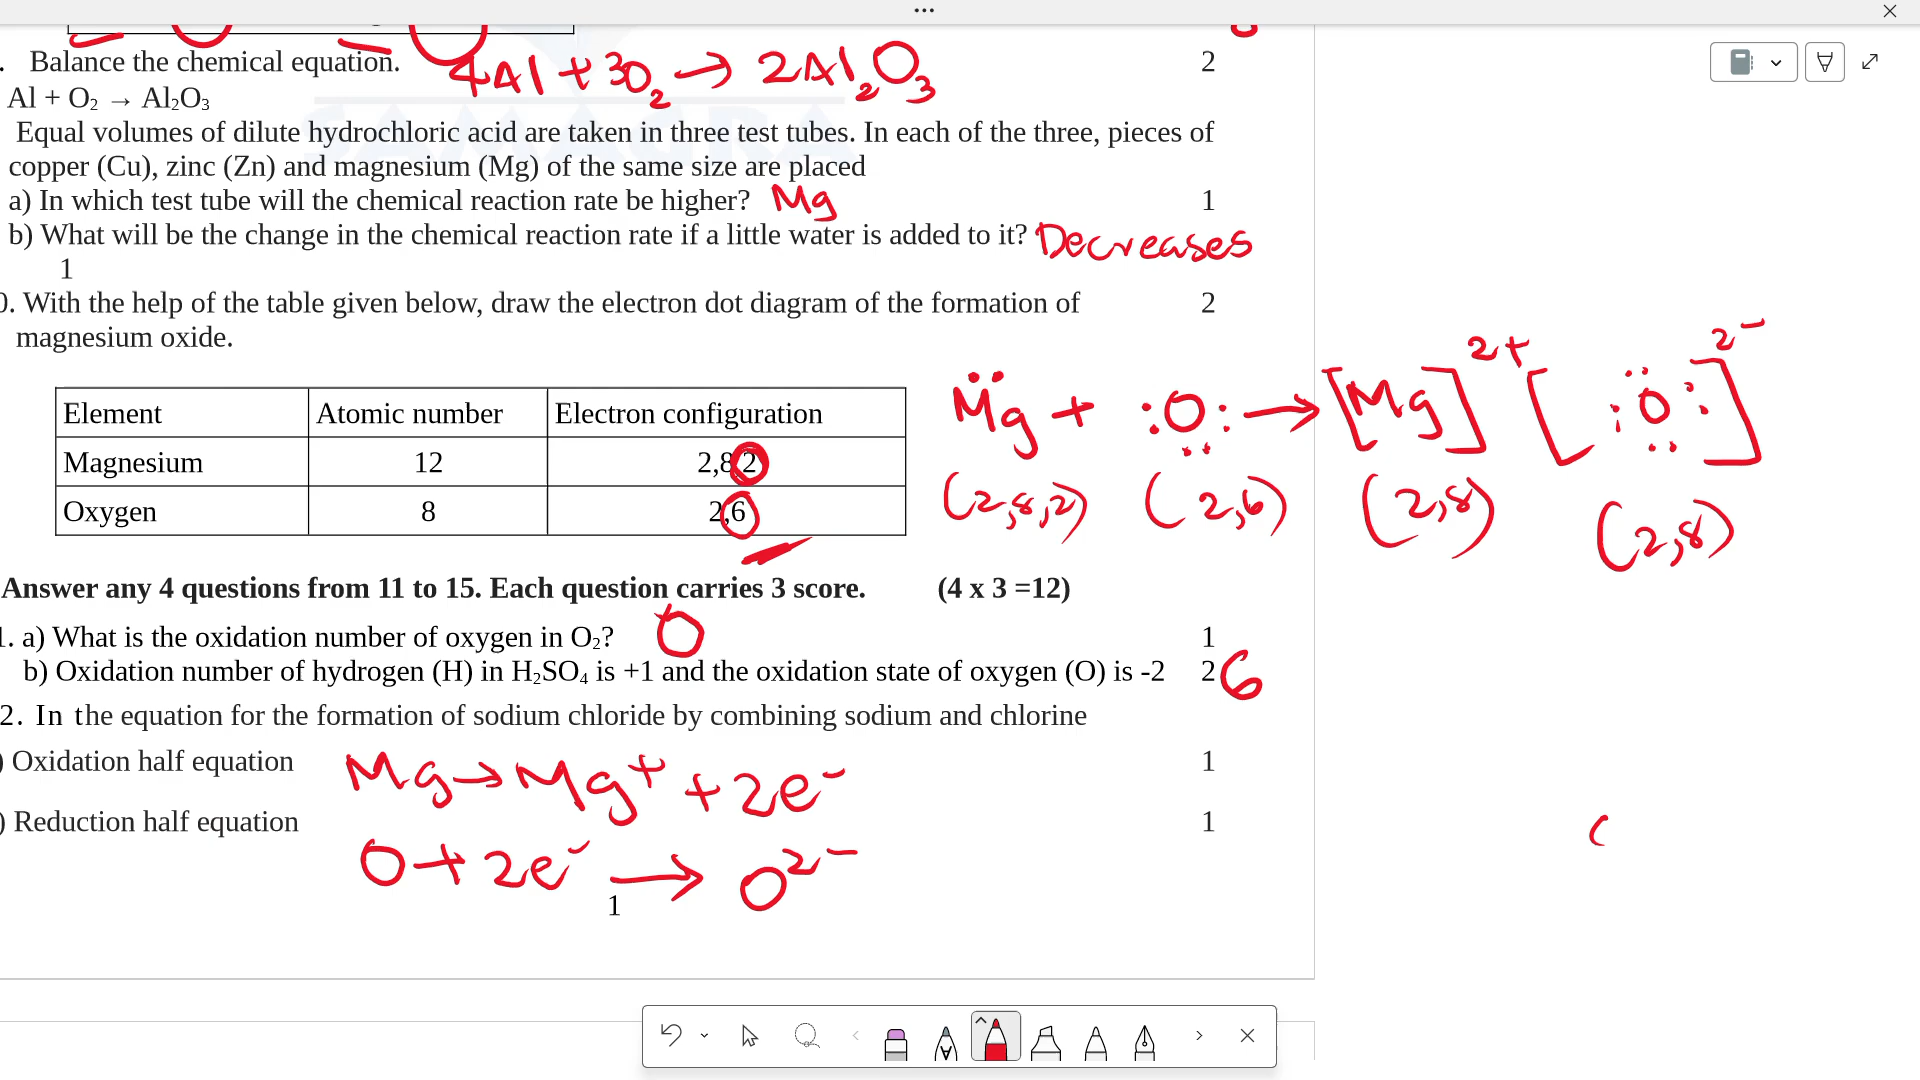 . Balance the chemical equation. 4Al + 3O₂ → 2Al₂O₃ 2
Al + O₂ → Al₂O₃
Equal volumes of dilute hydrochloric acid are taken in three test tubes. In each of the three, pieces of
copper (Cu), zinc (Zn) and magnesium (Mg) of the same size are placed
a) In which test tube will the chemical reaction rate be higher? Mg 1
b) What will be the change in the chemical reaction rate if a little water is added to it? Decreases
1
0. With the help of the table given below, draw the electron dot diagram of the formation of 2
magnesium oxide.
Element Atomic number Electron configuration
Magnesium 12 2,8,2
Oxygen 8 2,6
Mg + :O: → [Mg]²⁺ [:O:]²⁻
(2,8,2) (2,6) (2,8) (2,8)
Answer any 4 questions from 11 to 15. Each question carries 3 score. (4 x 3 =12)
1. a) What is the oxidation number of oxygen in O₂? 0 1
b) Oxidation number of hydrogen (H) in H₂SO₄ is +1 and the oxidation state of oxygen (O) is -2 2 6
2. In the equation for the formation of sodium chloride by combining sodium and chlorine
) Oxidation half equation Mg → Mg⁺ + 2e⁻ 1
) Reduction half equation 1
O + 2e⁻ → O²⁻
1